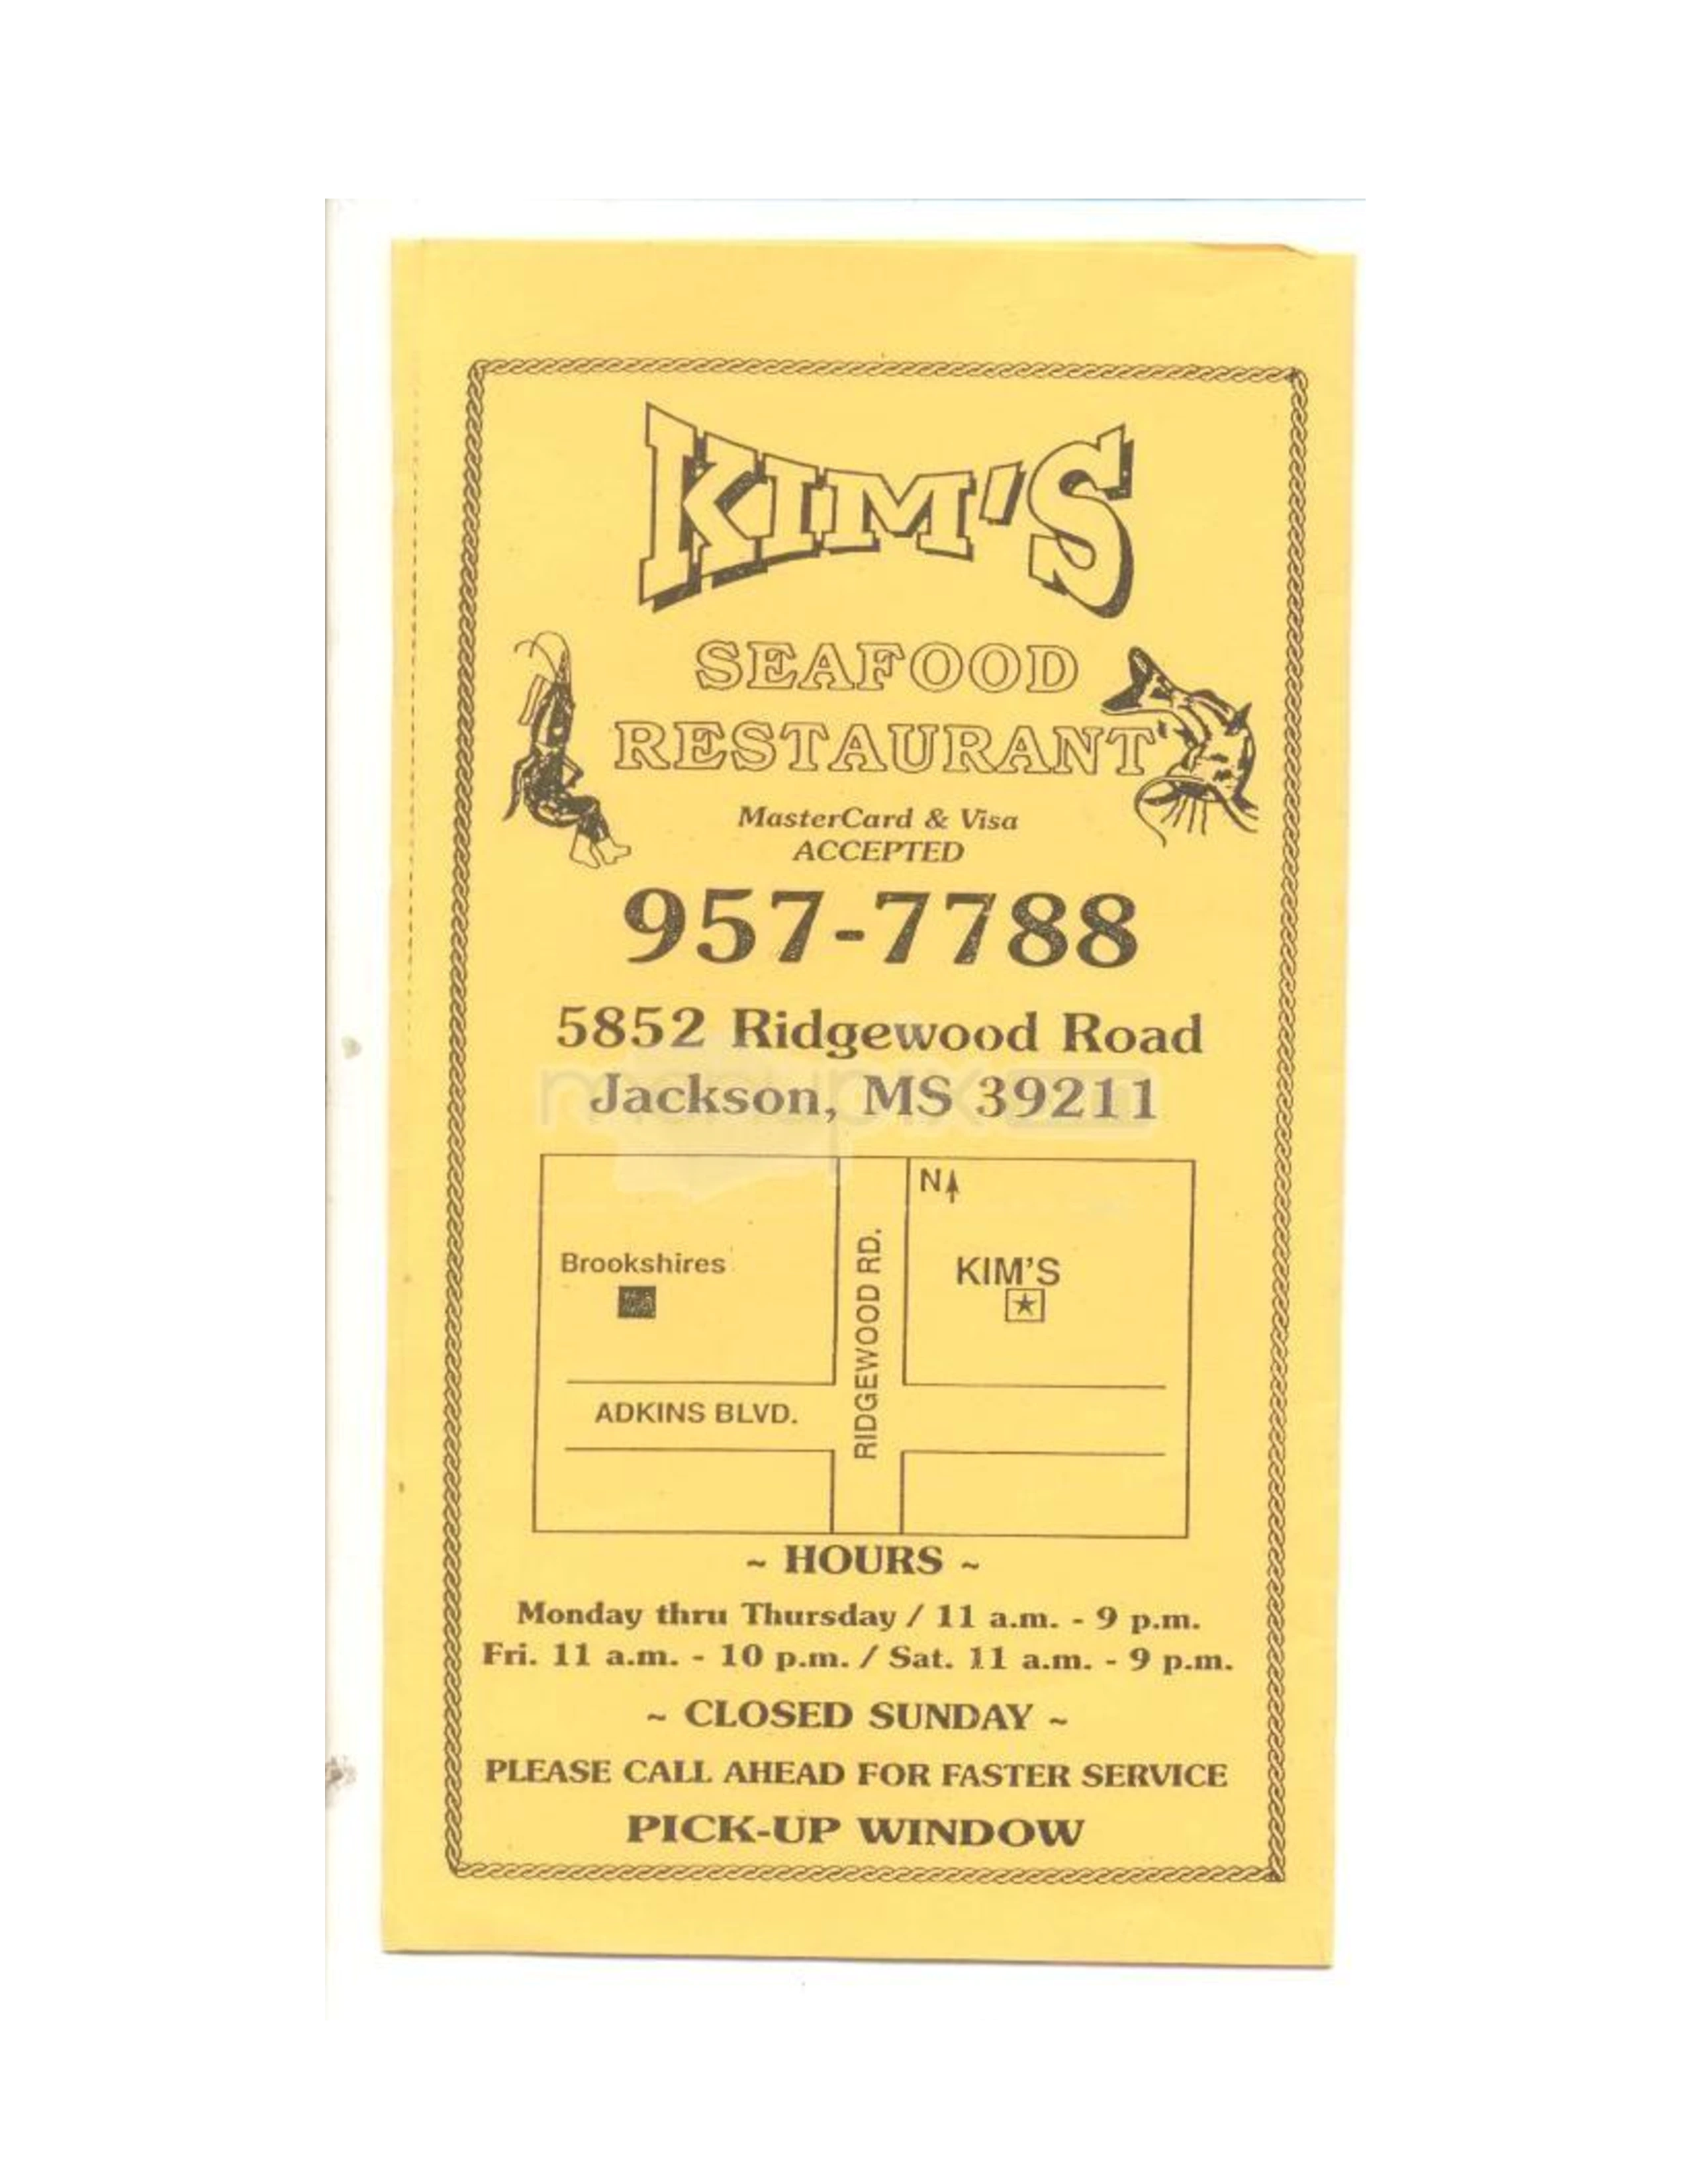 KIM'S
SEAFOOD
RESTAURANT
MasterCard & Visa
ACCEPTED
957-7788
5852 Ridgewood Road
Jackson, MS 39211
menupix
N
Brookshires
KIM'S
RIDGEWOOD RD.
ADKINS BLVD.
~ HOURS ~
Monday thru Thursday / 11 a.m. - 9 p.m.
Fri. 11 a.m. - 10 p.m. / Sat. 11 a.m. - 9 p.m.
~ CLOSED SUNDAY ~
PLEASE CALL AHEAD FOR FASTER SERVICE
PICK-UP WINDOW